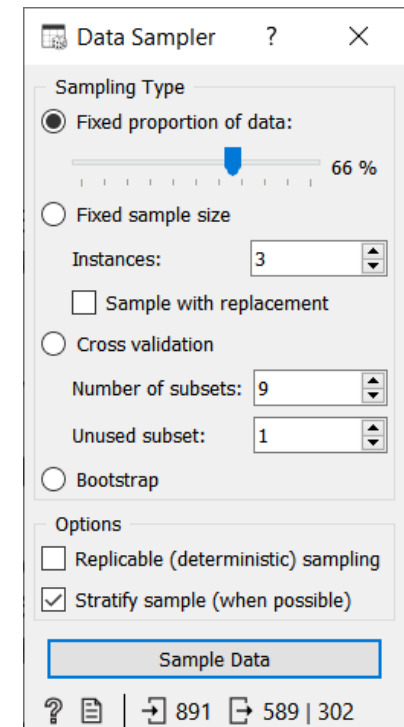 Data Sampler ?
Sampling Type
Fixed proportion of data:
66 %
Fixed sample size
Instances: 3
Sample with replacement
Cross validation
Number of subsets: 9
Unused subset: 1
Bootstrap
Options
Replicable (deterministic) sampling
Stratify sample (when possible)
Sample Data
? 891 589 | 302